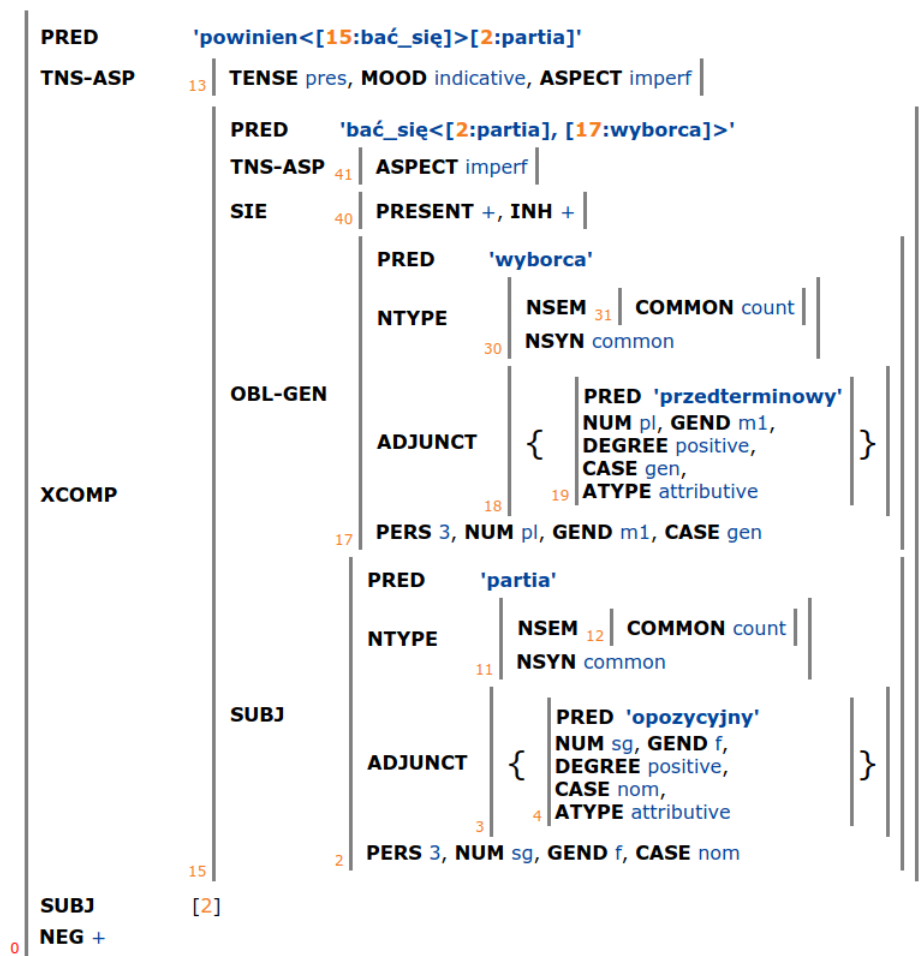 PRED 'powinien<[15:bać_się]>[2:partia]'
TNS-ASP 13 TENSE pres, MOOD indicative, ASPECT imperf
PRED 'bać_się<[2:partia], [17:wyborca]>'
TNS-ASP 41 ASPECT imperf
SIE 40 PRESENT +, INH +
PRED 'wyborca'
NTYPE 30 NSEM 31 COMMON count
NSYN common
OBL-GEN
ADJUNCT 18 { 19 PRED 'przedterminowy'
NUM pl, GEND m1,
DEGREE positive,
CASE gen,
ATYPE attributive }
XCOMP
17 PERS 3, NUM pl, GEND m1, CASE gen
PRED 'partia'
NTYPE 11 NSEM 12 COMMON count
NSYN common
SUBJ
ADJUNCT 3 { 4 PRED 'opozycyjny'
NUM sg, GEND f,
DEGREE positive,
CASE nom,
ATYPE attributive }
15 2 PERS 3, NUM sg, GEND f, CASE nom
SUBJ [2]
0 NEG +